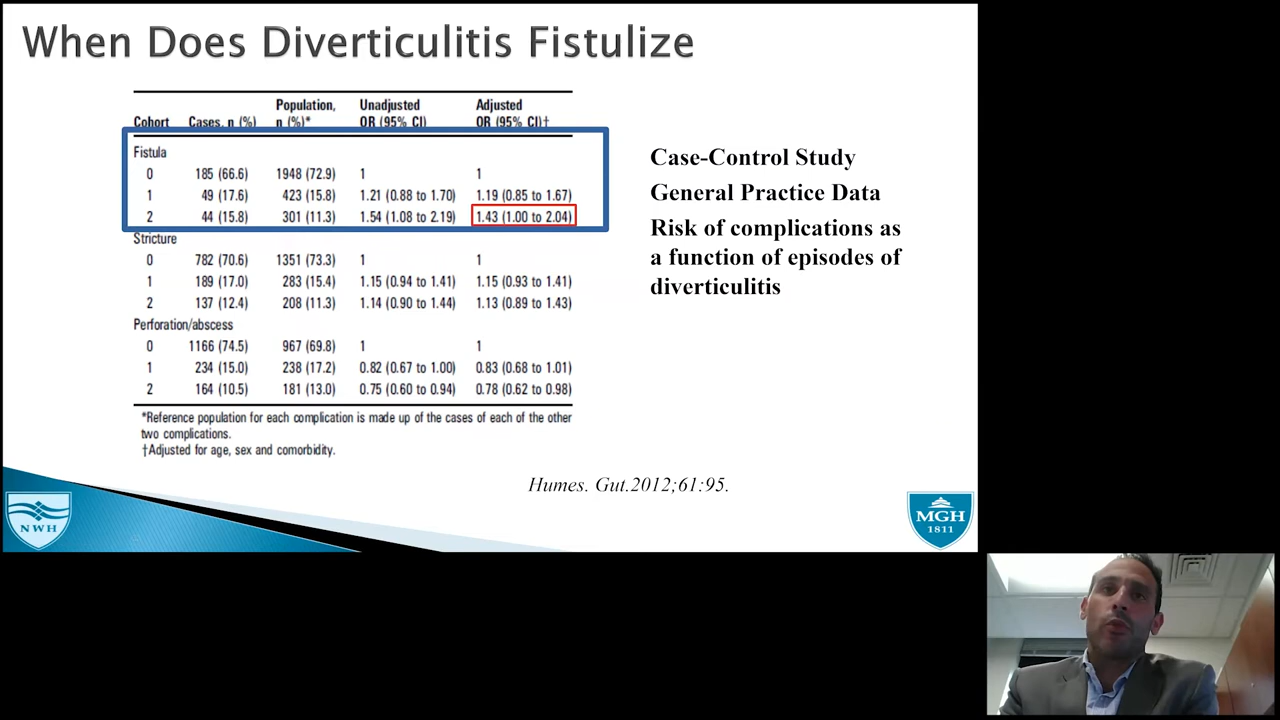 When Does Diverticulitis Fistulize
Population, Unadjusted Adjusted
Cohort Cases, n (%) n (%)* OR (95% CI) OR (95% CI)†
Fistula
0 185 (66.6) 1948 (72.9) 1 1
1 49 (17.6) 423 (15.8) 1.21 (0.88 to 1.70) 1.19 (0.85 to 1.67)
2 44 (15.8) 301 (11.3) 1.54 (1.08 to 2.19) 1.43 (1.00 to 2.04)
Stricture
0 782 (70.6) 1351 (73.3) 1 1
1 189 (17.0) 283 (15.4) 1.15 (0.94 to 1.41) 1.15 (0.93 to 1.41)
2 137 (12.4) 208 (11.3) 1.14 (0.90 to 1.44) 1.13 (0.89 to 1.43)
Perforation/abscess
0 1166 (74.5) 967 (69.8) 1 1
1 234 (15.0) 238 (17.2) 0.82 (0.67 to 1.00) 0.83 (0.68 to 1.01)
2 164 (10.5) 181 (13.0) 0.75 (0.60 to 0.94) 0.78 (0.62 to 0.98)
*Reference population for each complication is made up of the cases of each of the other
two complications.
†Adjusted for age, sex and comorbidity.
Case-Control Study
General Practice Data
Risk of complications as
a function of episodes of
diverticulitis
Humes. Gut.2012;61:95.
NWH
MGH
1811